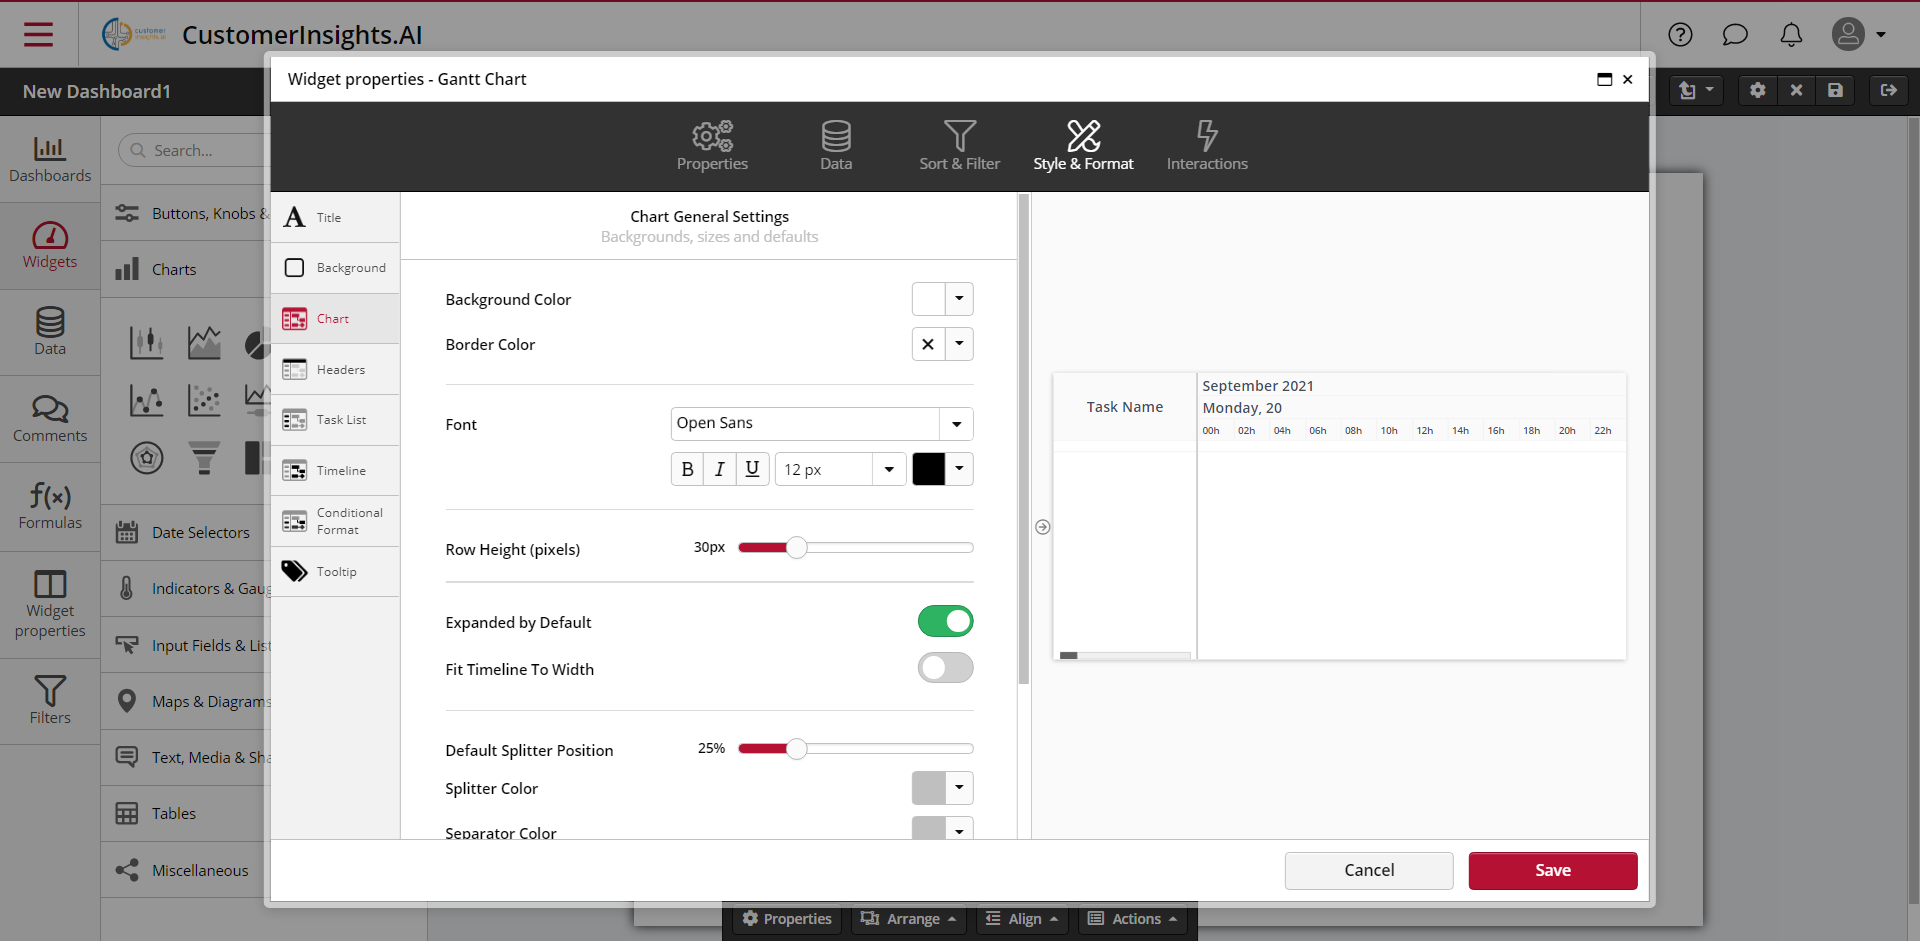 customer
insights.ai
CustomerInsights.AI
New Dashboard1
Dashboards
Widgets
Data
Comments
Formulas
f(x)
Widget
properties
Filters
Search...
Buttons, Knobs &
Charts
Date Selectors
Indicators & Gaug
Input Fields & List
Maps & Diagrams
Text, Media & Sha
Tables
Miscellaneous
Widget properties - Gantt Chart
Properties
Data
Sort & Filter
Style & Format
Interactions
Title
Background
Chart
Headers
Task List
Timeline
Conditional
Format
Tooltip
Chart General Settings
Backgrounds, sizes and defaults
Background Color
Border Color
Font
Open Sans
B I U 12 px
Row Height (pixels) 30px
Expanded by Default
Fit Timeline To Width
Default Splitter Position 25%
Splitter Color
Separator Color
Task Name
September 2021
Monday, 20
00h 02h 04h 06h 08h 10h 12h 14h 16h 18h 20h 22h
Cancel
Save
Properties
Arrange
Align
Actions